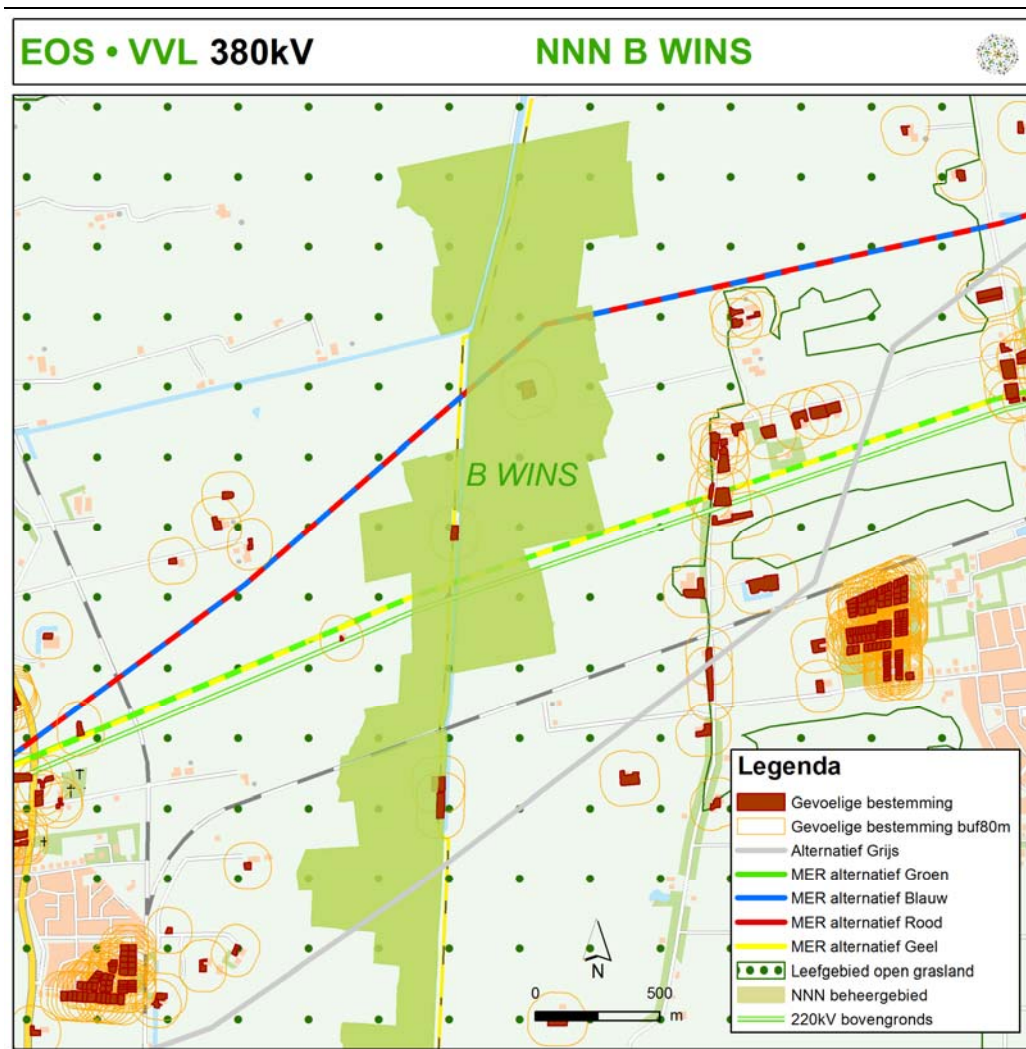 EOS • VVL 380kV NNN B WINS
B WINS
N
0 500
m
Legenda
Gevoelige bestemming
Gevoelige bestemming buf80m
Alternatief Grijs
MER alternatief Groen
MER alternatief Blauw
MER alternatief Rood
MER alternatief Geel
Leefgebied open grasland
NNN beheergebied
220kV bovengronds